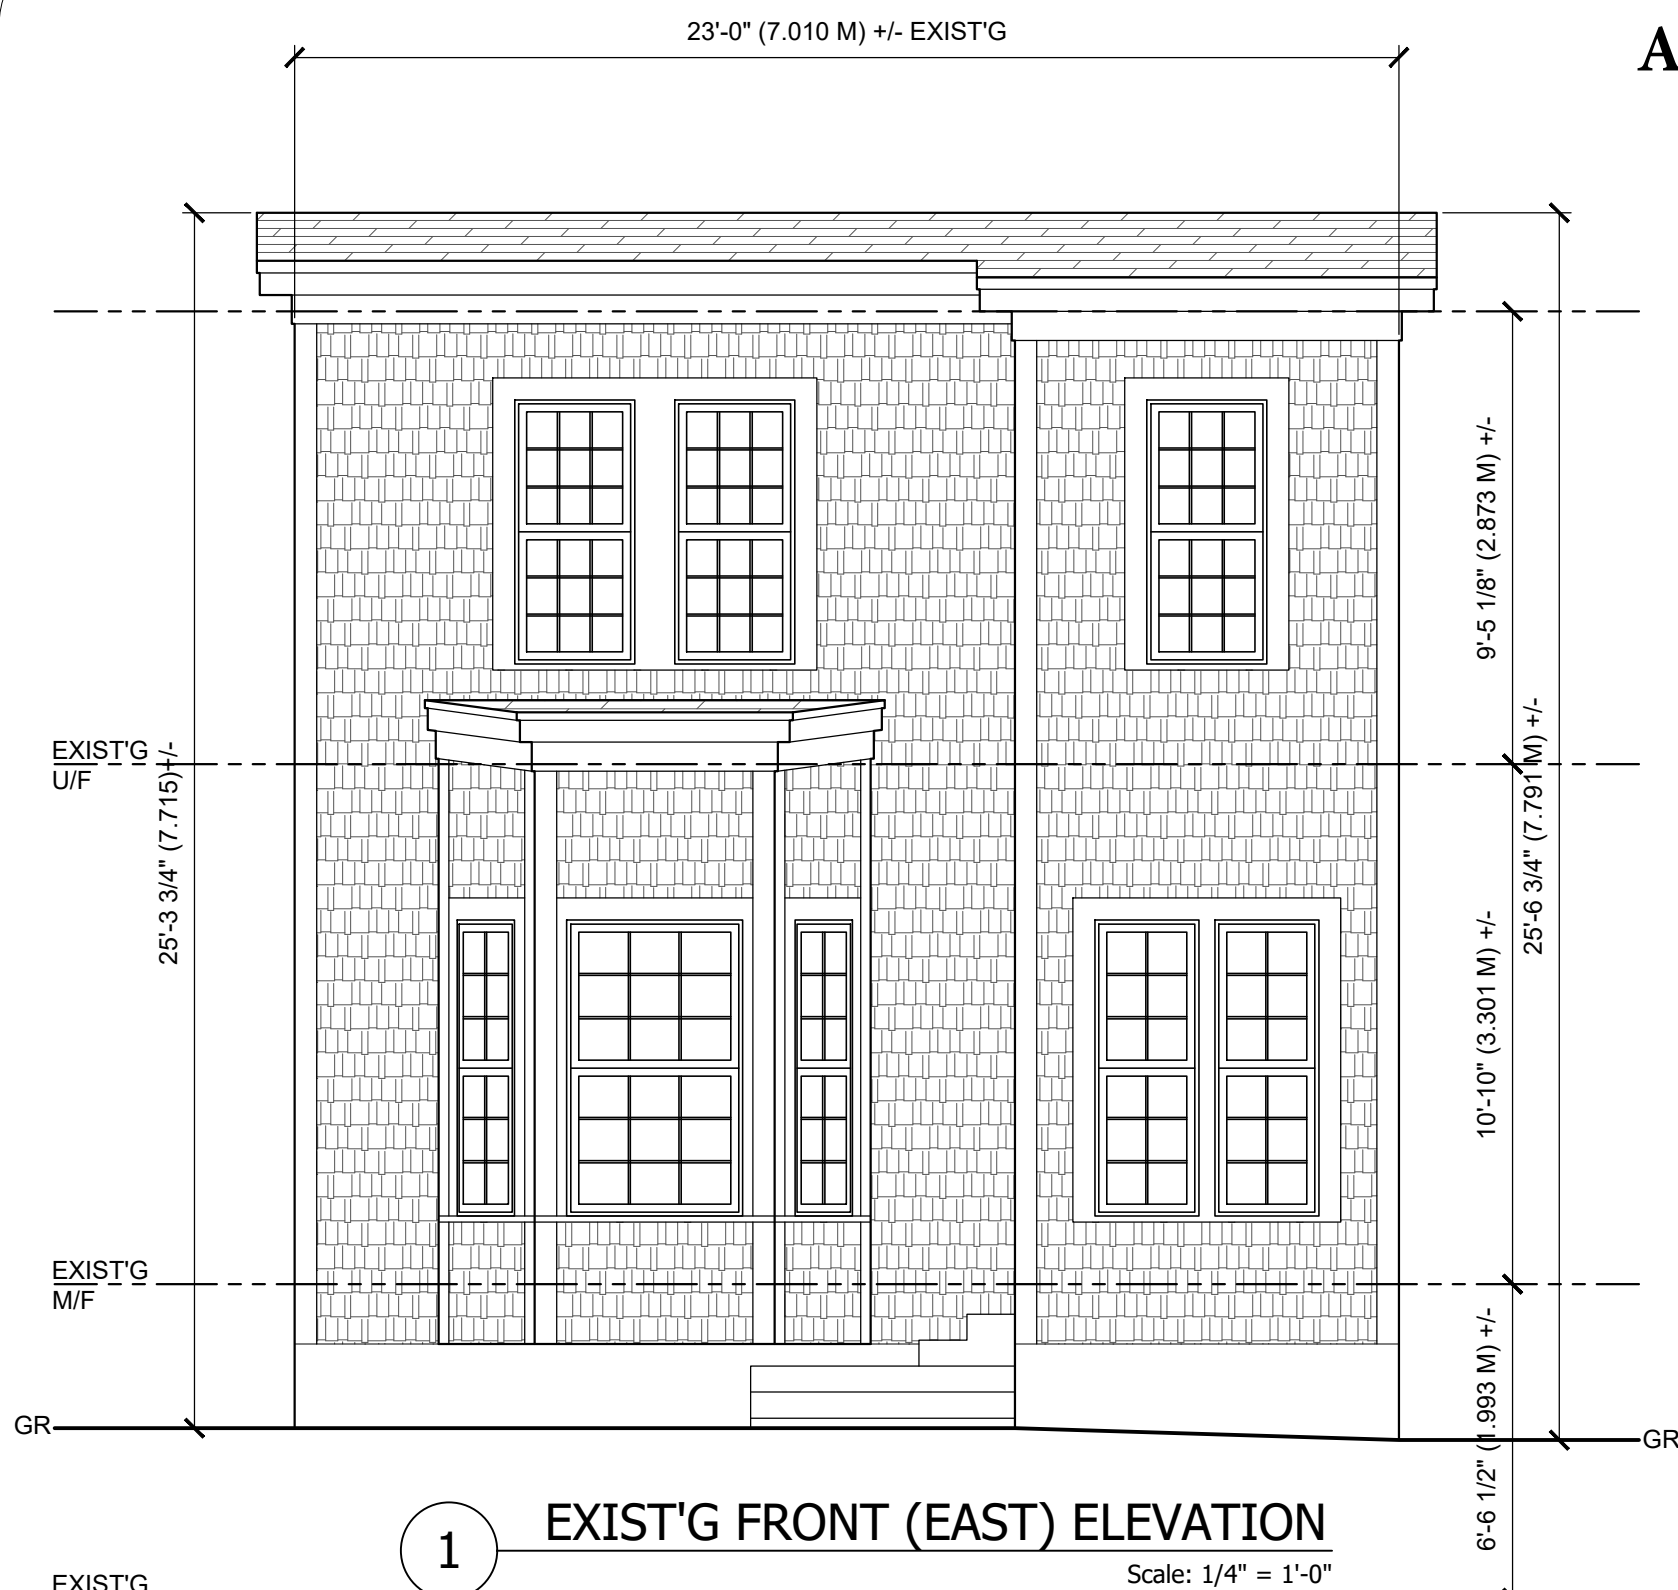 23'-0" (7.010 M) +/- EXIST'G
A
9'-5 1/8" (2.873 M) +/-
EXIST'G
U/F
25'-3 3/4" (7.715)+/-
25'-6 3/4" (7.791 M) +/-
10'-10" (3.301 M) +/-
EXIST'G
M/F
6'-6 1/2" (1.993 M) +/-
GR
GR
1
EXIST'G FRONT (EAST) ELEVATION
Scale: 1/4" = 1'-0"
EXIST'G